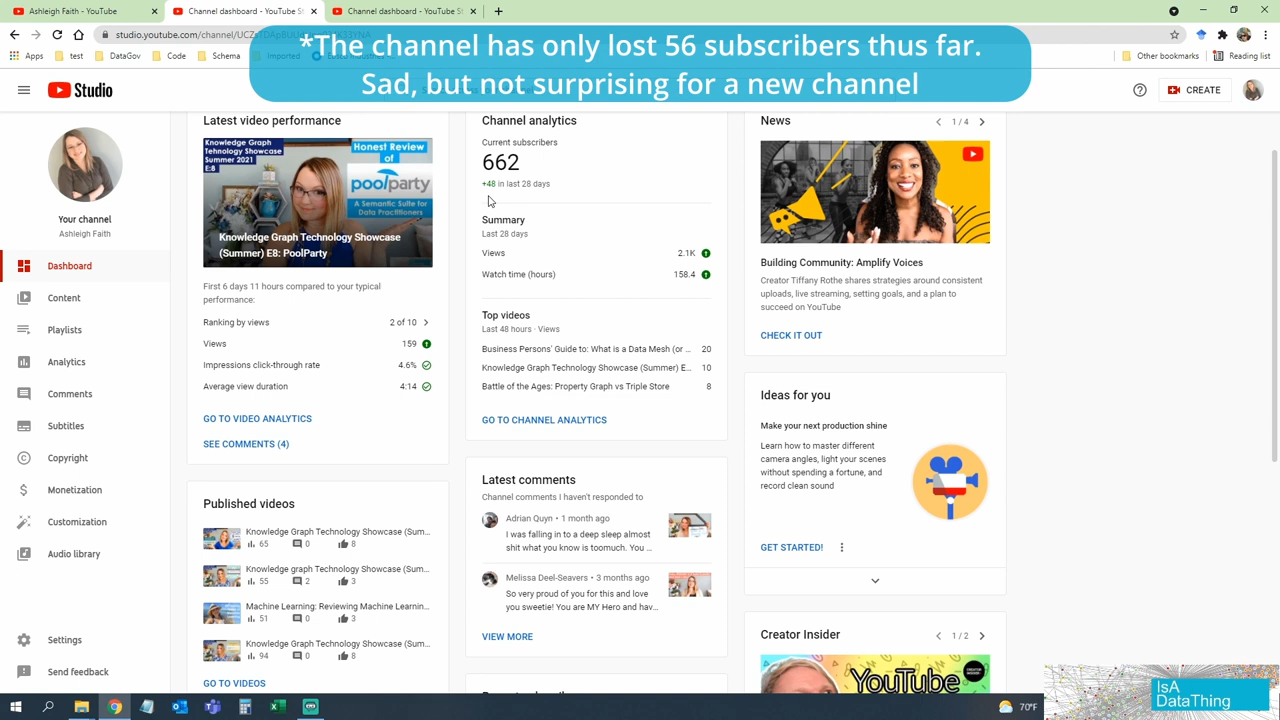 Ashleigh Faith - YouTube
Channel dashboard - YouTube S
Channel dashboard - YouTube St
studio.youtube.com/channel/
Apps
test
DataGov
Code
Schema
Imported
Other bookmarks
Reading list
*The channel has only lost 56 subscribers thus far.
Sad, but not surprising for a new channel
Studio
CREATE
Your channel
Ashleigh Faith
Dashboard
Content
Playlists
Analytics
Comments
Subtitles
Copyright
Monetization
Customization
Audio library
Settings
Send feedback
Latest video performance
Knowledge Graph
Tehnology Showcase
Summer 2021
E:8
Honest Review
of
poolparty
A Semantic Suite for
Data Practitioners
Knowledge Graph Technology Showcase
(Summer) E8: PoolParty
First 6 days 11 hours compared to your typical
performance:
Ranking by views 2 of 10
Views 159
Impressions click-through rate 4.6%
Average view duration 4:14
GO TO VIDEO ANALYTICS
SEE COMMENTS (4)
Published videos
Knowledge Graph Technology Showcase (Sum...
65 0 8
Knowledge graph Technology Showcase (Sum...
55 2 3
Machine Learning: Reviewing Machine Learnin...
51 0 3
Knowledge Graph Technology Showcase (Sum...
94 0 8
GO TO VIDEOS
Channel analytics
Current subscribers
662
+48 in last 28 days
Summary
Last 28 days
Views 2.1K
Watch time (hours) 158.4
Top videos
Last 48 hours · Views
Business Persons' Guide to: What is a Data Mesh (or ... 20
Knowledge Graph Technology Showcase (Summer) E... 10
Battle of the Ages: Property Graph vs Triple Store 8
GO TO CHANNEL ANALYTICS
Latest comments
Channel comments I haven't responded to
Adrian Quyn • 1 month ago
I was falling in to a deep sleep almost
shit what you know is toomuch. You ...
Melissa Deel-Seavers • 3 months ago
So very proud of you for this and love
you sweetie! You are MY Hero and hav...
VIEW MORE
News
1 / 4
Building Community: Amplify Voices
Creator Tiffany Rothe shares strategies around consistent
uploads, live streaming, setting goals, and a plan to
succeed on YouTube
CHECK IT OUT
Ideas for you
Make your next production shine
Learn how to master different
camera angles, light your scenes
without spending a fortune, and
record clean sound
GET STARTED!
Creator Insider
1 / 2
YouTube
IsA
DataThing
70°F